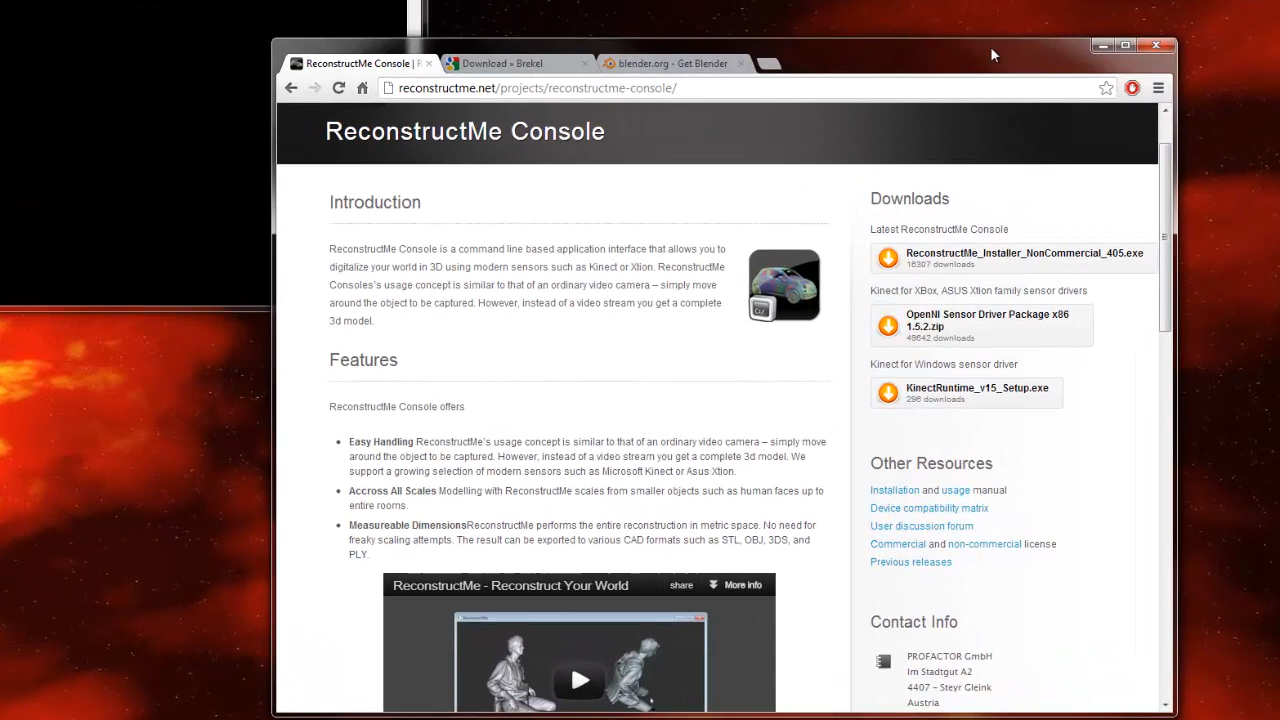 ReconstructMe Console | R
Download » Brekel
blender.org - Get Blender
reconstructme.net/projects/reconstructme-console/
ReconstructMe Console
Introduction
ReconstructMe Console is a command line based application interface that allows you to
digitalize your world in 3D using modern sensors such as Kinect or Xtion. ReconstructMe
Consoles's usage concept is similar to that of an ordinary video camera – simply move
around the object to be captured. However, instead of a video stream you get a complete
3d model.
Features
ReconstructMe Console offers
Easy Handling ReconstructMe's usage concept is similar to that of an ordinary video camera – simply move
around the object to be captured. However, instead of a video stream you get a complete 3d model. We
support a growing selection of modern sensors such as Microsoft Kinect or Asus Xtion.
Accross All Scales Modelling with ReconstructMe scales from smaller objects such as human faces up to
entire rooms.
Measureable DimensionsReconstructMe performs the entire reconstruction in metric space. No need for
freaky scaling attempts. The result can be exported to various CAD formats such as STL, OBJ, 3DS, and
PLY.
ReconstructMe - Reconstruct Your World
share
More info
Downloads
Latest ReconstructMe Console
ReconstructMe_Installer_NonCommercial_405.exe
16307 downloads
Kinect for XBox, ASUS Xtion family sensor drivers
OpenNI Sensor Driver Package x86
1.5.2.zip
49642 downloads
Kinect for Windows sensor driver
KinectRuntime_v15_Setup.exe
296 downloads
Other Resources
Installation and usage manual
Device compatibility matrix
User discussion forum
Commercial and non-commercial license
Previous releases
Contact Info
PROFACTOR GmbH
Im Stadtgut A2
4407 – Steyr Gleink
Austria